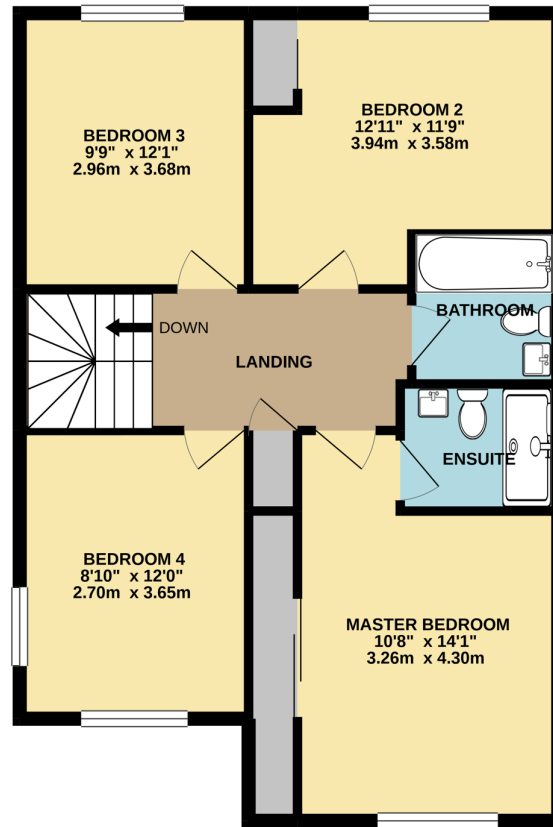 BEDROOM 3
9'9" x 12'1"
2.96m x 3.68m
BEDROOM 2
12'11" x 11'9"
3.94m x 3.58m
BATHROOM
DOWN
LANDING
ENSUITE
BEDROOM 4
8'10" x 12'0"
2.70m x 3.65m
MASTER BEDROOM
10'8" x 14'1"
3.26m x 4.30m